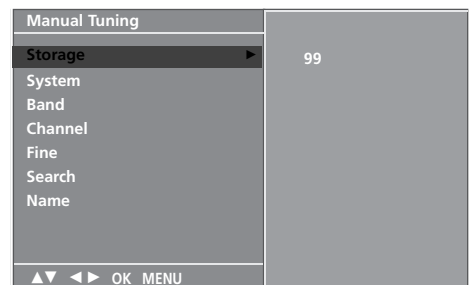 Manual Tuning
Storage ► 99
System
Band
Channel
Fine
Search
Name
▲▼ ◄► OK MENU